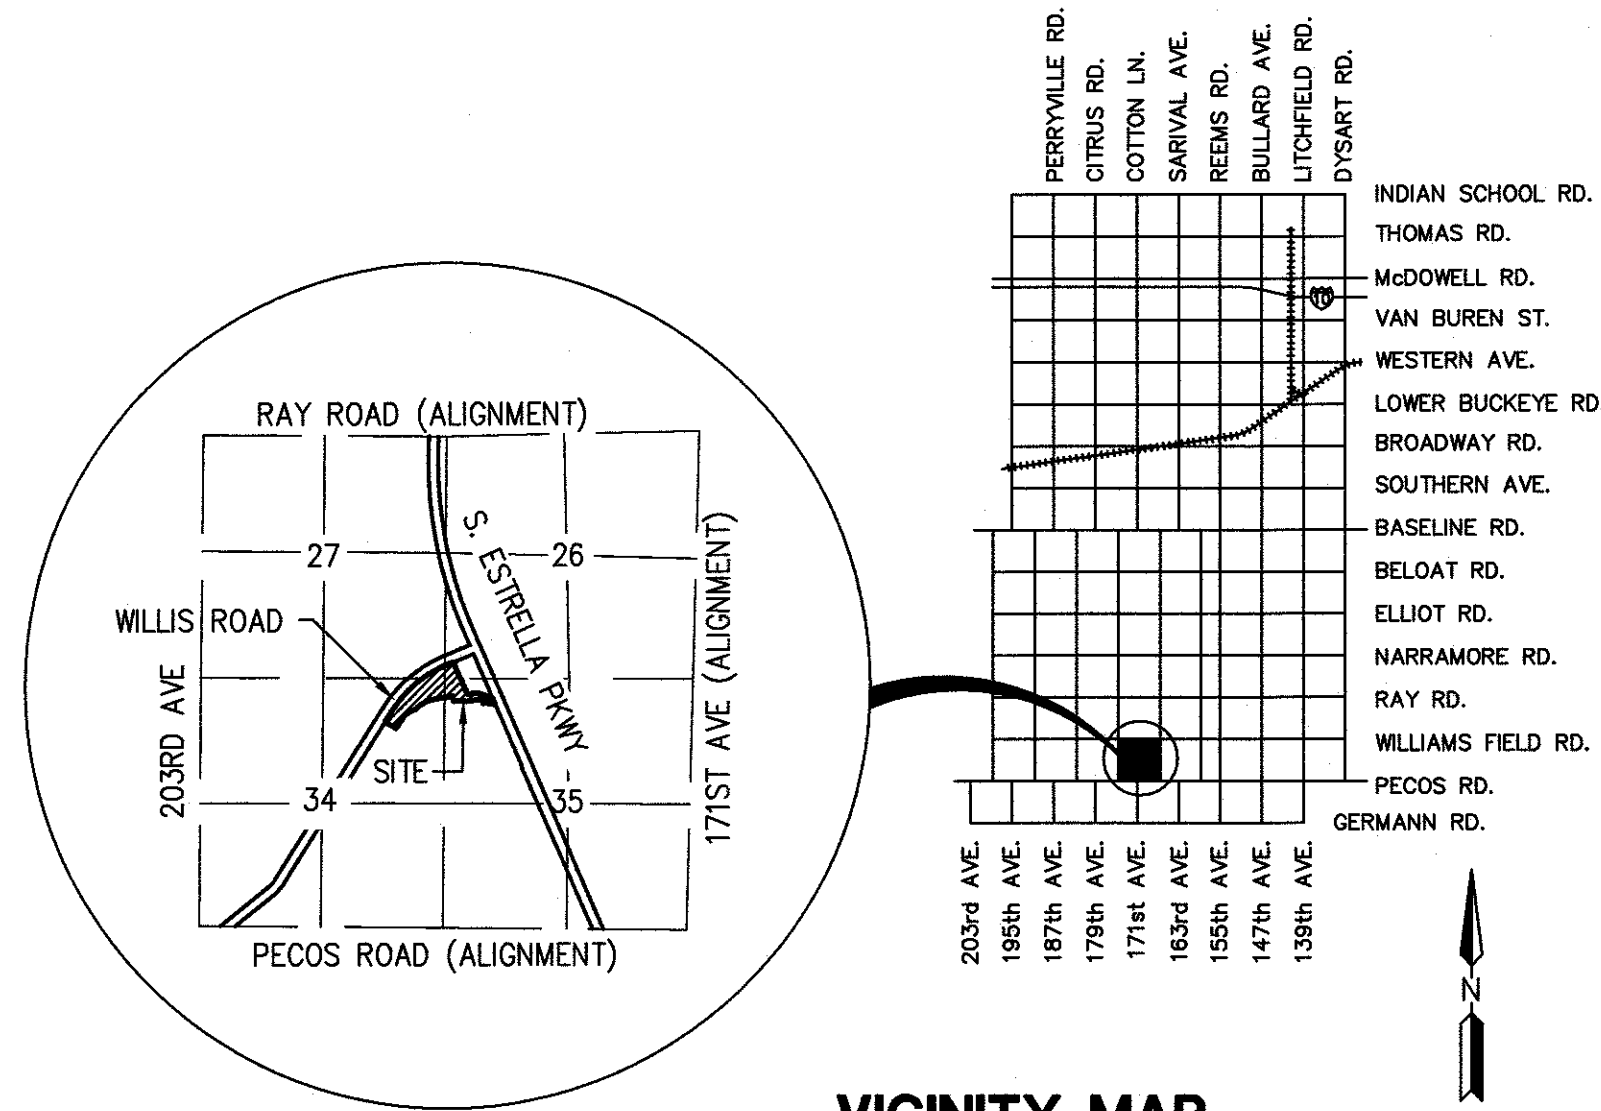 PERRYVILLE RD.
CITRUS RD.
COTTON LN.
SARIVAL AVE.
REEMS RD.
BULLARD AVE.
LITCHFIELD RD.
DYSART RD.
INDIAN SCHOOL RD.
THOMAS RD.
McDOWELL RD.
10
VAN BUREN ST.
WESTERN AVE.
LOWER BUCKEYE RD
BROADWAY RD.
SOUTHERN AVE.
BASELINE RD.
BELOAT RD.
ELLIOT RD.
NARRAMORE RD.
RAY RD.
WILLIAMS FIELD RD.
PECOS RD.
GERMANN RD.
203rd AVE.
195th AVE.
187th AVE.
179th AVE.
171st AVE.
163rd AVE.
155th AVE.
147th AVE.
139th AVE.
RAY ROAD (ALIGNMENT)
27
26
S. ESTRELLA PKWY
WILLIS ROAD
203RD AVE
171ST AVE (ALIGNMENT)
SITE
34
35
PECOS ROAD (ALIGNMENT)
N
VICINITY MAP